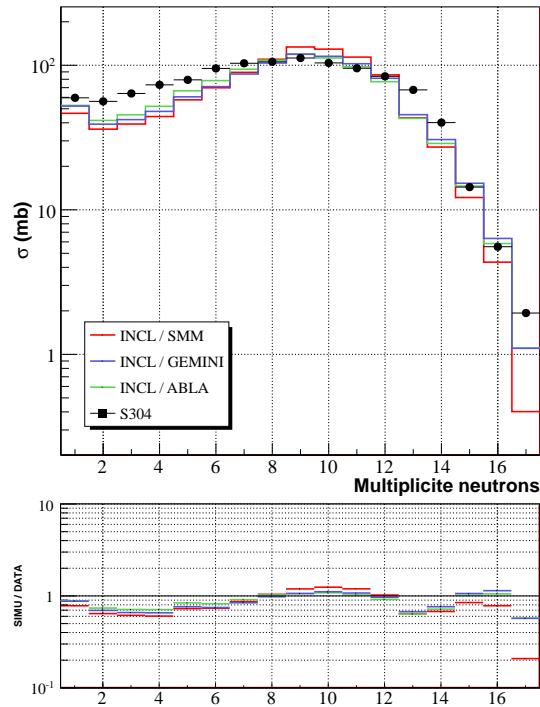 σ (mb)
10²
10
1
INCL / SMM
INCL / GEMINI
INCL / ABLA
S304
2 4 6 8 10 12 14 16
Multiplicite neutrons
SIMU / DATA
10
1
10⁻¹
2 4 6 8 10 12 14 16